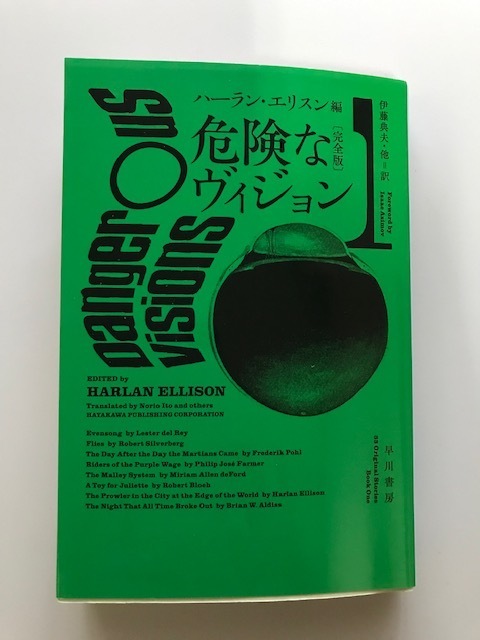 ハーラン・エリスン編
危険な
ヴィジョン
〔完全版〕
1
伊藤典夫・他=訳
Foreword by
Isaac Asimov
Dangerous
visions
EDITED by
HARLAN ELLISON
Translated by Norio Ito and others
HAYAKAWA PUBLISHING CORPORATION
Evensong by Lester del Rey
Flies by Robert Silverberg
The Day After the Day the Martians Came by Frederik Pohl
Riders of the Purple Wage by Philip José Farmer
The Malley System by Miriam Allen deFord
A Toy for Juliette by Robert Bloch
The Prowler in the City at the Edge of the World by Harlan Ellison
The Night That All Time Broke Out by Brian W. Aldiss
早川書房
33 Original Stories
Book One